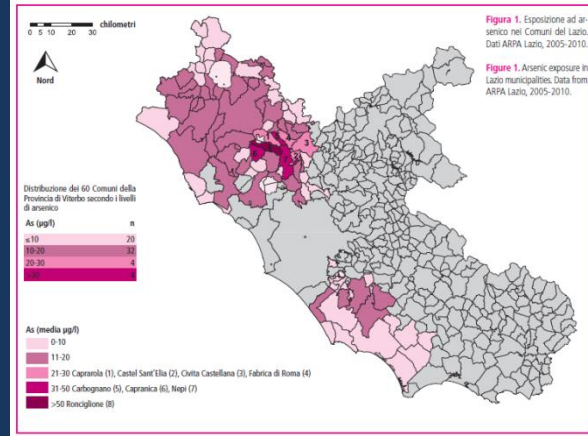 chilometri
0 5 10 20 30
Nord
Figura 1. Esposizione ad ar-
senico nei Comuni del Lazio.
Dati ARPA Lazio, 2005-2010.
Figure 1. Arsenic exposure in
Lazio municipalities. Data from
ARPA Lazio, 2005-2010.
3
7
Distribuzione dei 60 Comuni della
Provincia di Viterbo secondo i livelli
di arsenico
As (µg/l) n
≤10 20
10-20 32
20-30 4
As (media µg/l)
0-10
11-20
21-30 Caprarola (1), Castel Sant'Elia (2), Civita Castellana (3), Fabrica di Roma (4)
31-50 Carbognano (5), Capranica (6), Nepi (7)
>50 Ronciglione (8)